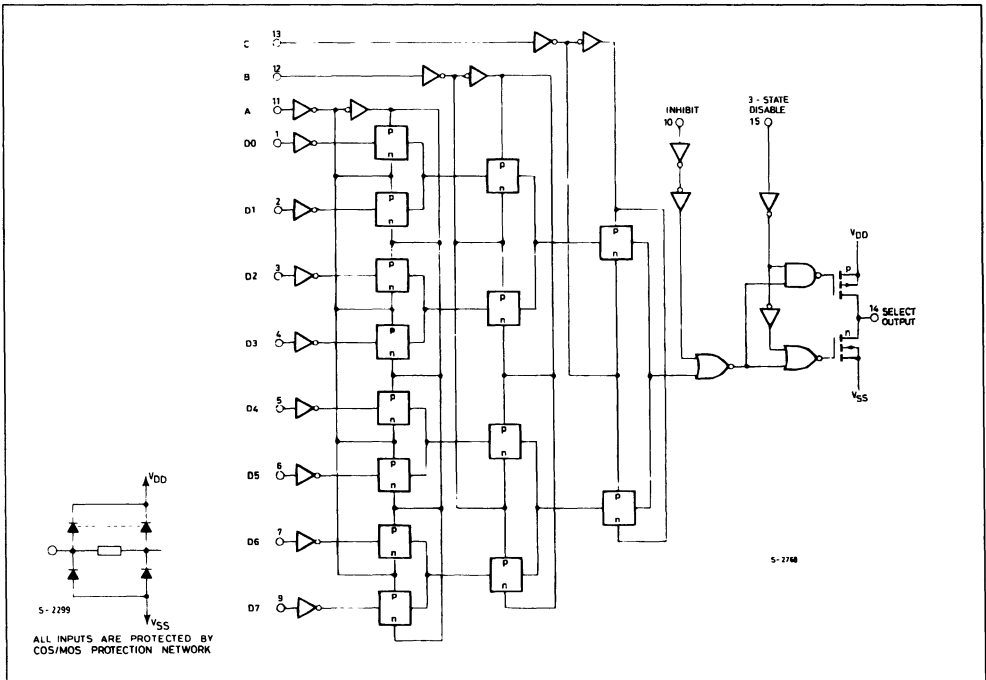 C 13
B 12
A 11
INHIBIT
10
3 - STATE
DISABLE
15
D0 1
D1 2
D2 3
D3 4
D4 5
D5 6
D6 7
D7 9
p
n
p
n
p
n
p
n
p
n
p
n
p
n
p
n
p
n
p
n
p
n
p
n
p
n
p
n
VDD
p
14 SELECT
OUTPUT
n
VSS
VDD
VSS
S-2299
S-2768
ALL INPUTS ARE PROTECTED BY
COS/MOS PROTECTION NETWORK